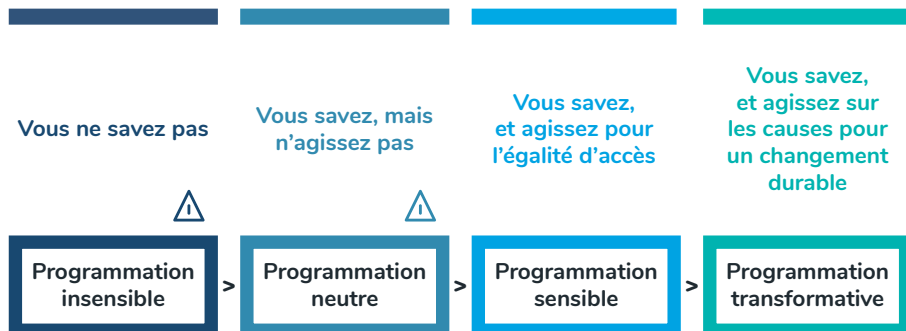 Vous ne savez pas
Vous savez, mais
n'agissez pas
Vous savez,
et agissez pour
l'égalité d'accès
Vous savez,
et agissez sur
les causes pour
un changement
durable
Programmation
insensible
>
Programmation
neutre
>
Programmation
sensible
>
Programmation
transformative